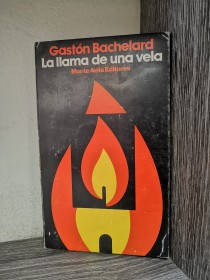 Gastón Bachelard
La llama de una vela
Monte Avila Editores